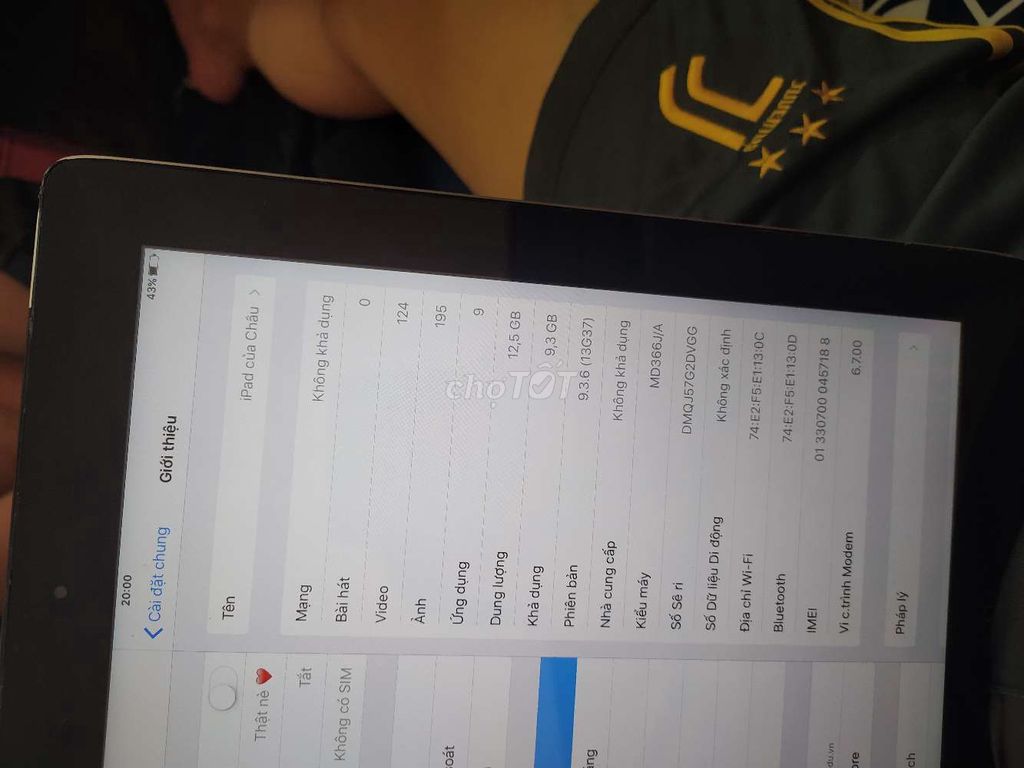 20:00
43%
Cài đặt chung
Giới thiệu
Thật nè
Tắt
Không có SIM
oát
ăng
du.vn
ore
ch
Tên iPad của Châu
Mạng Không khả dụng
Bài hát 0
Video 124
Ảnh 195
Ứng dụng 9
Dung lượng 12,5 GB
Khả dụng 9,3 GB
Phiên bản 9.3.6 (13G37)
Nhà cung cấp Không khả dụng
Kiểu máy MD366J/A
Số Sê ri DMQJ57G2DVGG
Số Dữ liệu Di động Không xác định
Địa chỉ Wi-Fi 74:E2:F5:E1:13:0C
Bluetooth 74:E2:F5:E1:13:0D
IMEI 01 330700 045718 8
Vi c.trình Modem 6.7.00
Pháp lý
JUVENTUS
choTỐT